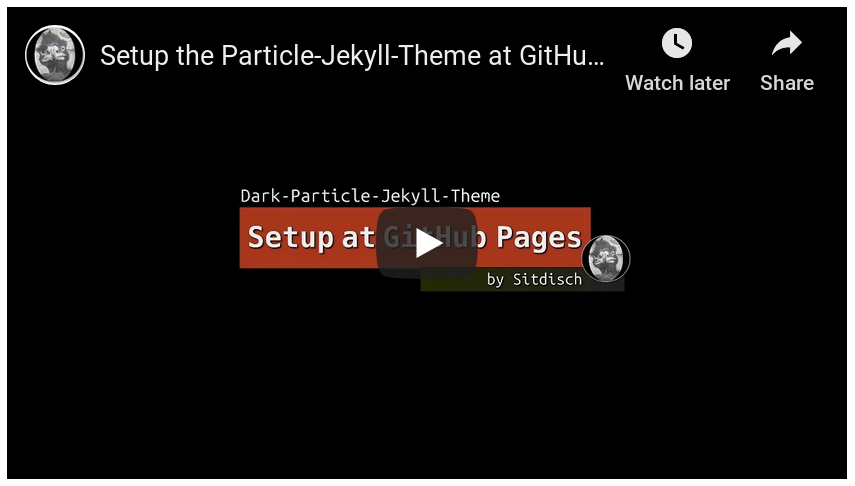 Setup the Particle-Jekyll-Theme at GitHu...
Watch later
Share
Dark-Particle-Jekyll-Theme
Setup at GitHub Pages
by Sitdisch